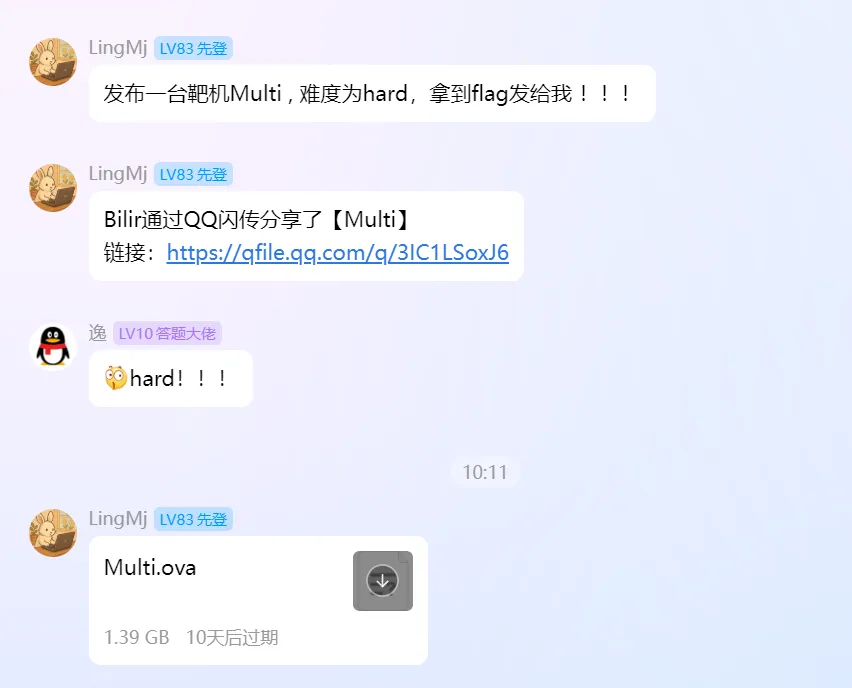 LingMj LV83 先登
发布一台靶机Multi , 难度为hard，拿到flag发给我！！！
LingMj LV83 先登
Bilir通过QQ闪传分享了【Multi】
链接：https://qfile.qq.com/q/3IC1LSoxJ6
逸 LV10 答题大佬
hard！！！
10:11
LingMj LV83 先登
Multi.ova
1.39 GB 10天后过期